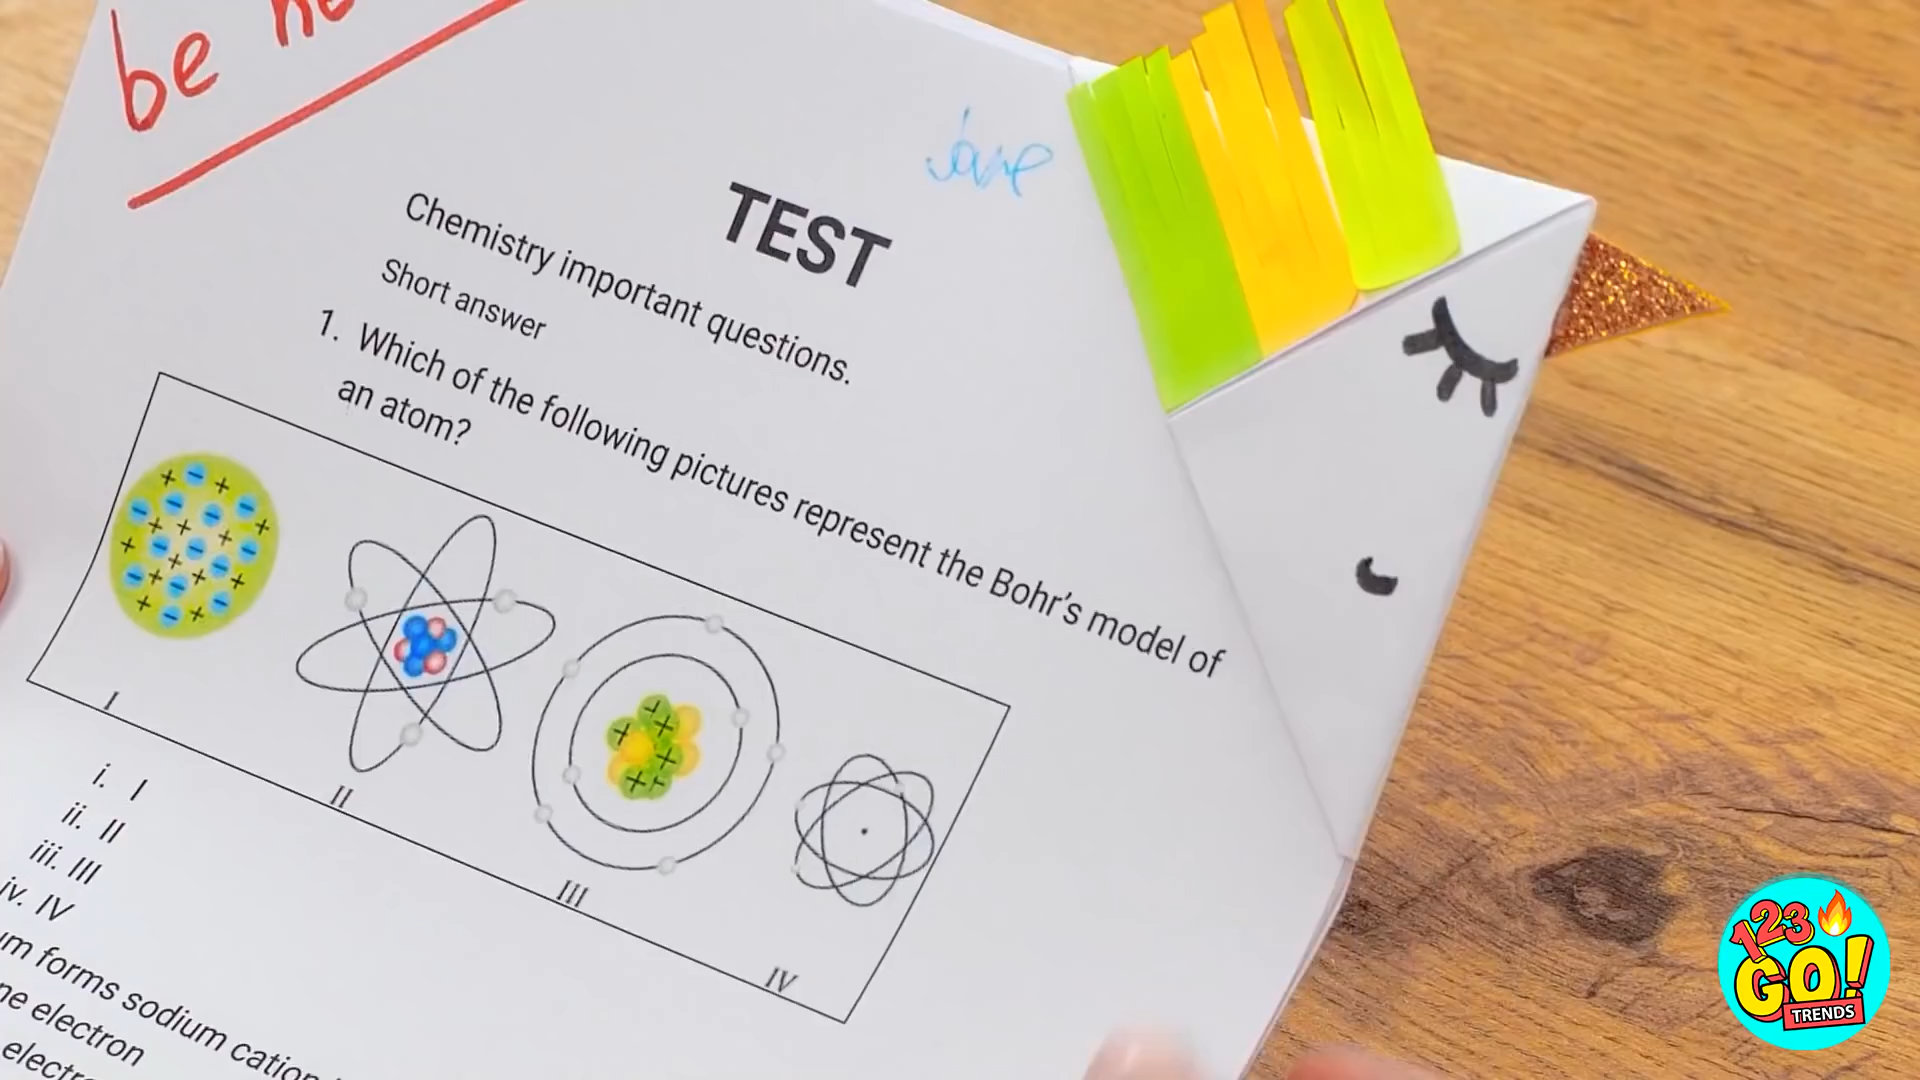 be
Jane
TEST
Chemistry important questions.
Short answer
1. Which of the following pictures represent the Bohr's model of
an atom?
I
II
III
IV
i. I
ii. II
iii. III
iv. IV
forms sodium cation
electron
123
GO!
TRENDS